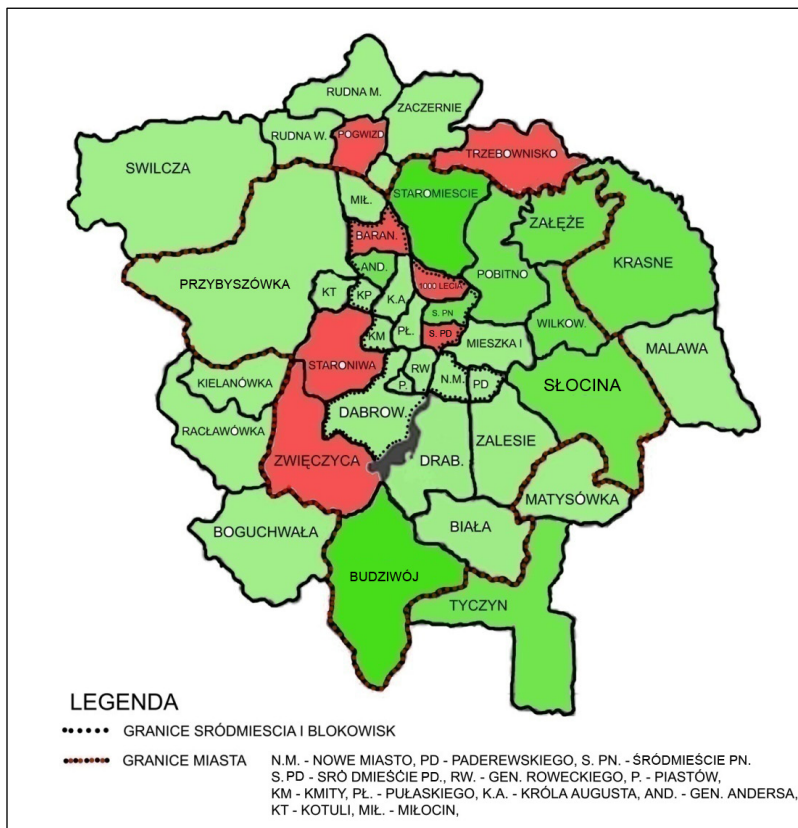 RUDNA M.
ZACZERNIE
RUDNA W.
POGWIZD
TRZEBOWNISKO
SWILCZA
STAROMIESCIE
MIŁ.
ZAŁĘŻE
BARAN.
KRASNE
AND.
POBITNO
PRZYBYSZÓWKA
KT
KP
K.A
1000 LECIA
S. PN
WILKOW.
KM
PŁ.
S. PD
MIESZKA I
MALAWA
STARONIWA
RW
P.
N.M.
PD
SŁOCINA
KIELANÓWKA
DABROW.
RACŁAWÓWKA
ZALESIE
ZWIĘCZYCA
DRAB.
MATYSÓWKA
BOGUCHWAŁA
BIAŁA
BUDZIWÓJ
TYCZYN
LEGENDA
GRANICE SRÓDMIESCIA I BLOKOWISK
GRANICE MIASTA
N.M. - NOWE MIASTO, PD - PADEREWSKIEGO, S. PN. - ŚRÓDMIEŚCIE PN.
S. PD - SRÓ DMIEŚČIE PD., RW. - GEN. ROWECKIEGO, P. - PIASTÓW,
KM - KMITY, PŁ. - PUŁASKIEGO, K.A. - KRÓLA AUGUSTA, AND. - GEN. ANDERSA,
KT - KOTULI, MIŁ. - MIŁOCIN,